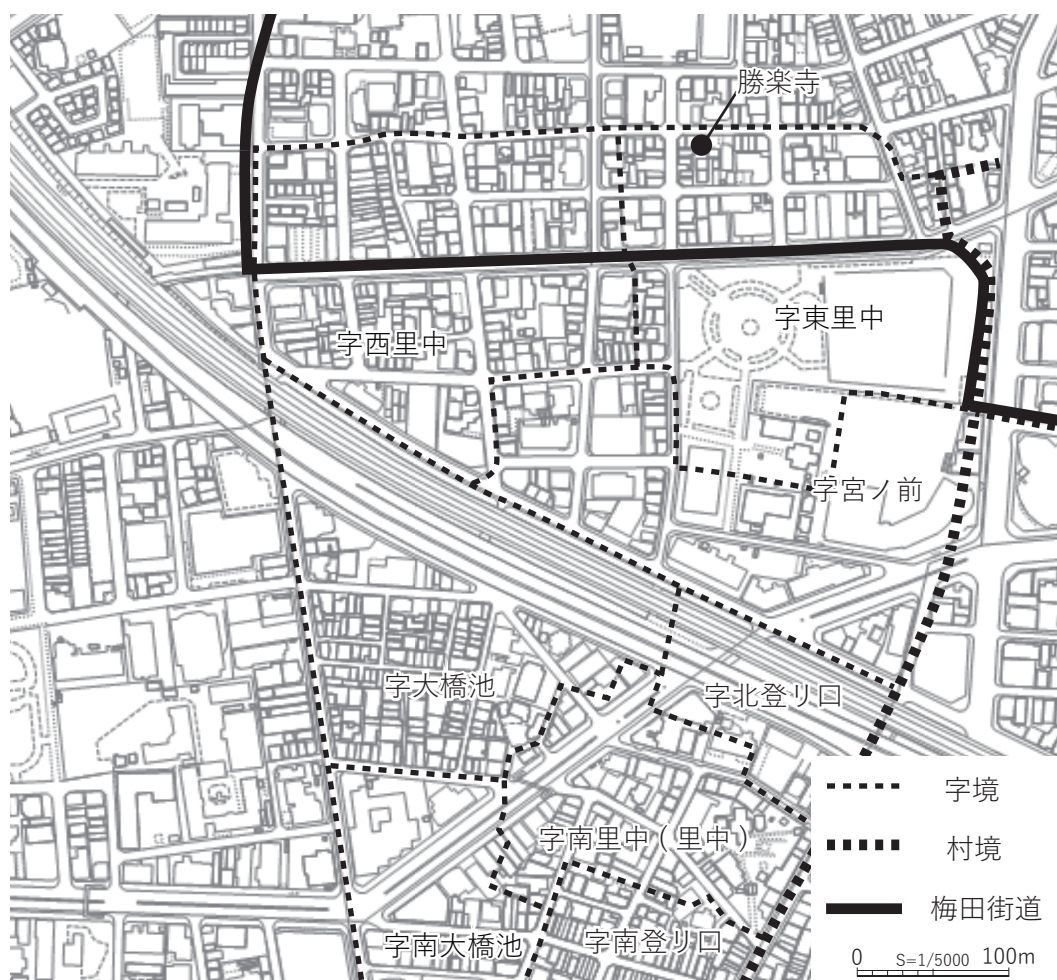 勝楽寺
字東里中
字西里中
字宮ノ前
字大橋池
字北登リ口
字南里中(里中)
字南大橋池
字南登リ口
字境
村境
梅田街道
0 S=1/5000 100m